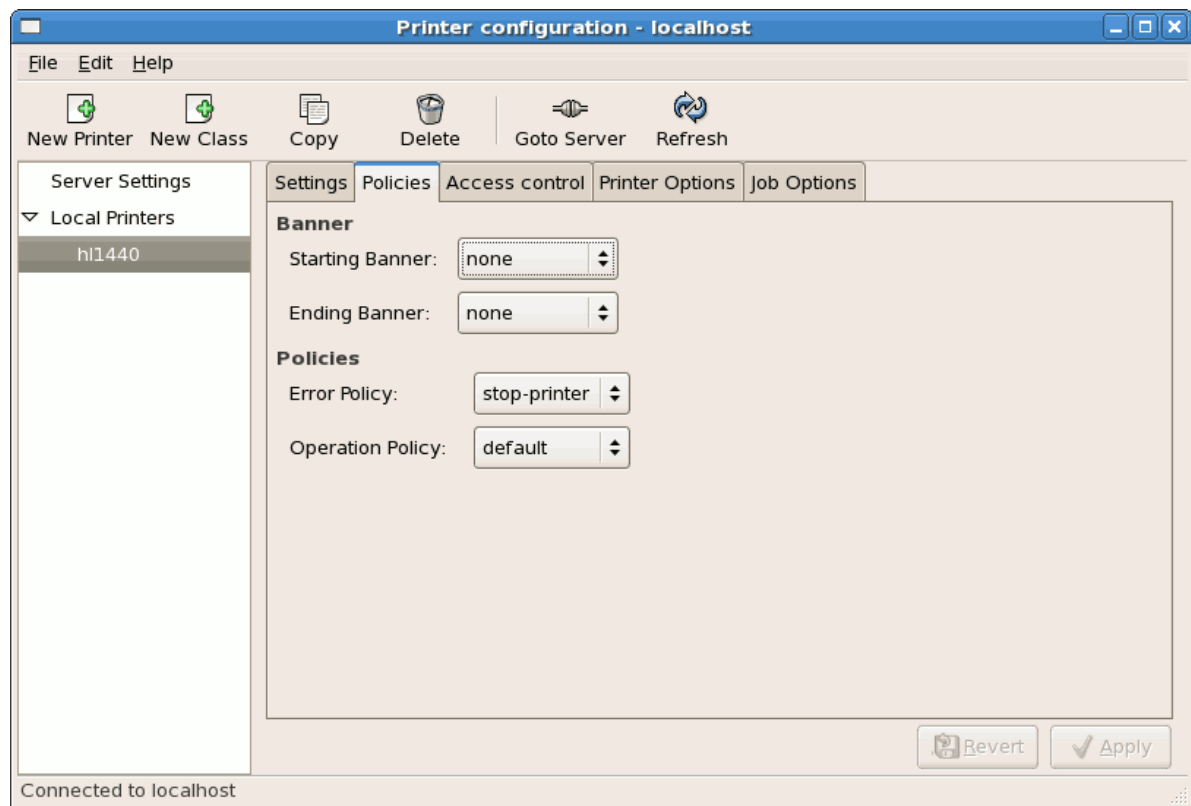 Printer configuration - localhost
File Edit Help
New Printer New Class Copy Delete Goto Server Refresh
Server Settings
Local Printers
hl1440
Settings Policies Access control Printer Options Job Options
Banner
Starting Banner: none
Ending Banner: none
Policies
Error Policy: stop-printer
Operation Policy: default
Revert Apply
Connected to localhost